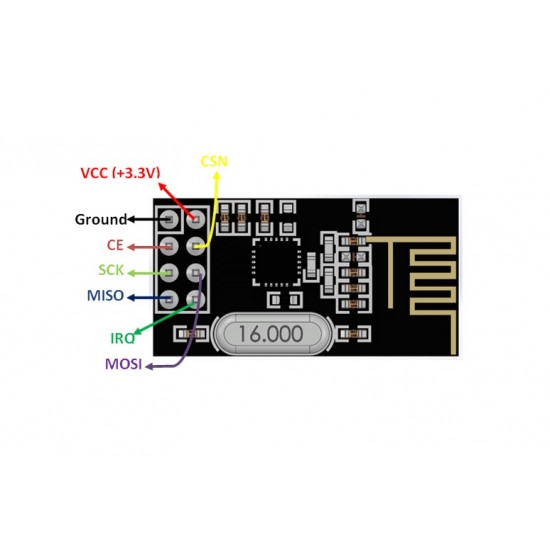 CSN
VCC (+3.3V)
Ground
CE
SCK
MISO
IRQ
MOSI
16.000